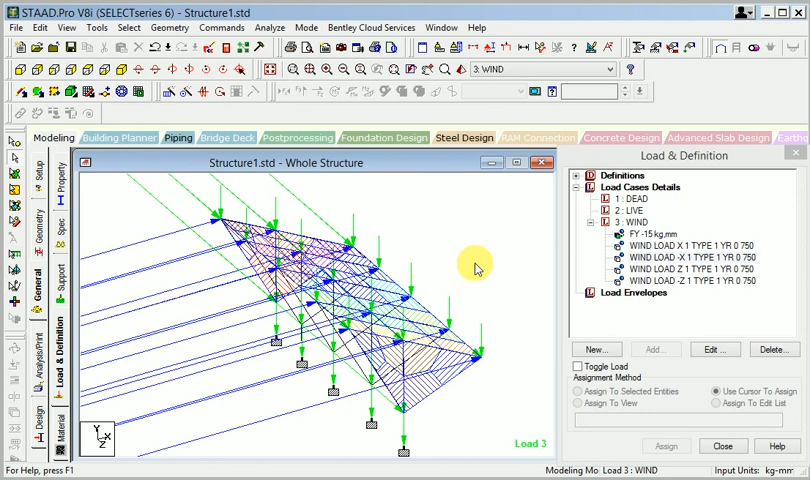 STAAD.Pro V8i (SELECTseries 6) - Structure1.std
File Edit View Tools Select Geometry Commands Analyze Mode Bentley Cloud Services Window Help
3: WIND
Modeling Building Planner Piping Bridge Deck Postprocessing Foundation Design Steel Design RAM Connection Concrete Design Advanced Slab Design Earthq
Structure1.std - Whole Structure
Load & Definition
Setup
Geometry
General
Analysis/Print
Design
Property
Spec
Support
Load & Definition
Material
Definitions
Load Cases Details
1 : DEAD
2 : LIVE
3 : WIND
FY -15 kg,mm
WIND LOAD X 1 TYPE 1 YR 0 750
WIND LOAD -X 1 TYPE 1 YR 0 750
WIND LOAD Z 1 TYPE 1 YR 0 750
WIND LOAD -Z 1 TYPE 1 YR 0 750
Load Envelopes
New... Add... Edit ... Delete...
Toggle Load
Assignment Method
Assign To Selected Entities Use Cursor To Assign
Assign To View Assign To Edit List
Assign Close Help
Y
X
Z
Load 3
For Help, press F1 Modeling Mo Load 3 : WIND Input Units: kg-mm